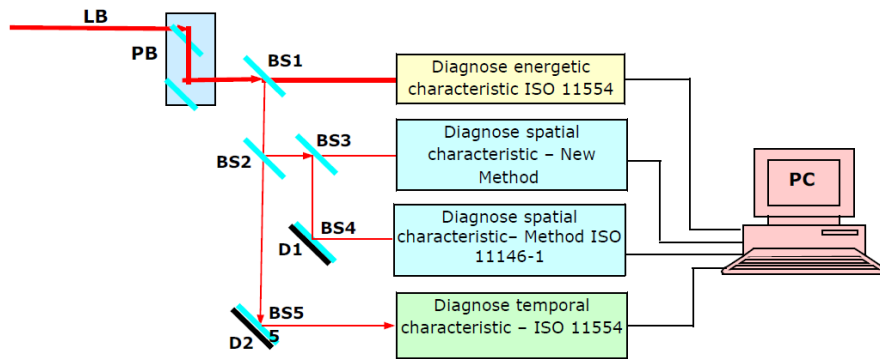 LB
PB
BS1
Diagnose energetic
characteristic ISO 11554
BS2
BS3
Diagnose spatial
characteristic – New
Method
PC
D1
BS4
Diagnose spatial
characteristic– Method ISO
11146-1
D2
BS5
5
Diagnose temporal
characteristic – ISO 11554